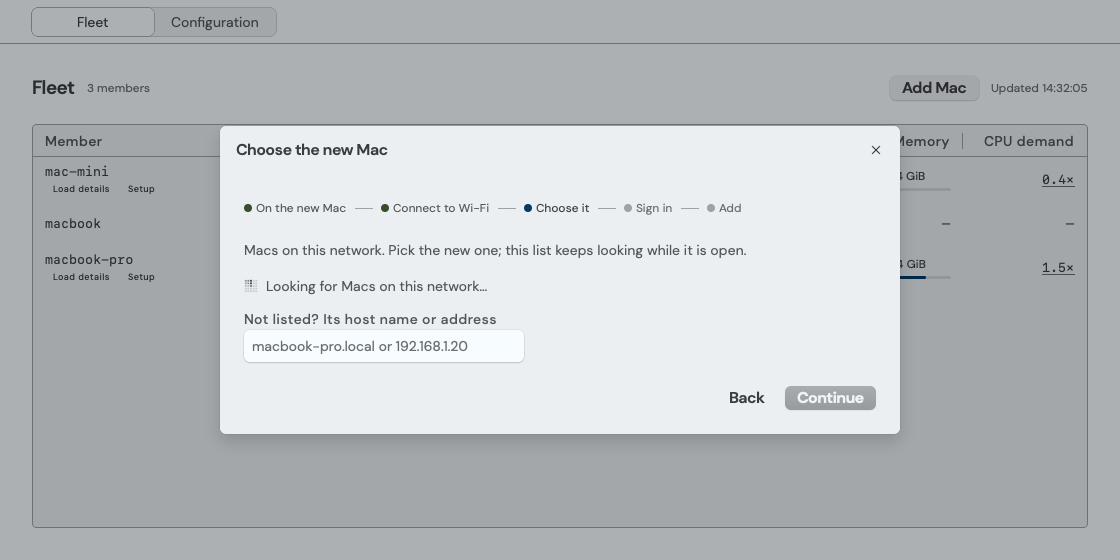 Fleet Configuration
Fleet 3 members Add Mac Updated 14:32:05
Member Memory CPU demand
mac-mini GiB 0.4×
Load details Setup
macbook — —
macbook-pro GiB 1.5×
Load details Setup
Choose the new Mac ×
On the new Mac — Connect to Wi-Fi — Choose it — Sign in — Add
Macs on this network. Pick the new one; this list keeps looking while it is open.
Looking for Macs on this network…
Not listed? Its host name or address
macbook-pro.local or 192.168.1.20
Back Continue